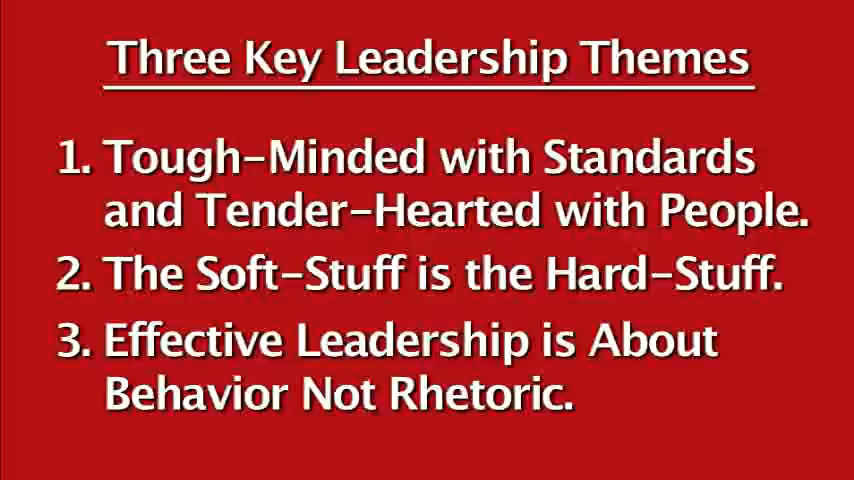 Three Key Leadership Themes
1. Tough-Minded with Standards
and Tender-Hearted with People.
2. The Soft-Stuff is the Hard-Stuff.
3. Effective Leadership is About
Behavior Not Rhetoric.